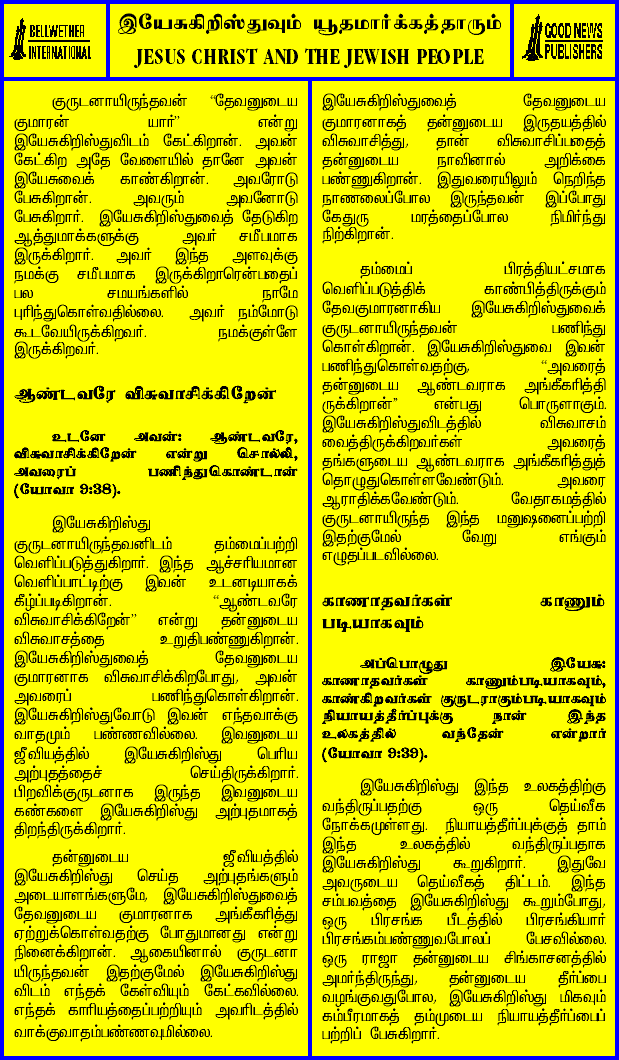 BELLWETHER
INTERNATIONAL
இயேசுகிறிஸ்துவும் யூதமார்க்கத்தாரும்
JESUS CHRIST AND THE JEWISH PEOPLE
GOOD NEWS
PUBLISHERS
குருடனாயிருந்தவன் “தேவனுடைய
குமாரன் யார்” என்று
இயேசுகிறிஸ்துவிடம் கேட்கிறான். அவன்
கேட்கிற அதே வேளையில் தானே அவன்
இயேசுவைக் காண்கிறான். அவரோடு
பேசுகிறான். அவரும் அவனோடு
பேசுகிறார். இயேசுகிறிஸ்துவைத் தேடுகிற
ஆத்துமாக்களுக்கு அவர் சமீபமாக
இருக்கிறார். அவர் இந்த அளவுக்கு
நமக்கு சமீபமாக இருக்கிறாரென்பதைப்
பல சமயங்களில் நாமே
புரிந்துகொள்வதில்லை. அவர் நம்மோடு
கூடவேயிருக்கிறவர். நமக்குள்ளே
இருக்கிறவர்.
ஆண்டவரே விசுவாசிக்கிறேன்
உடனே அவன்: ஆண்டவரே,
விசுவாசிக்கிறேன் என்று சொல்லி,
அவரைப் பணிந்துகொண்டான்
(யோவா 9:38).
இயேசுகிறிஸ்து
குருடனாயிருந்தவனிடம் தம்மைப்பற்றி
வெளிப்படுத்துகிறார். இந்த ஆச்சரியமான
வெளிப்பாட்டிற்கு இவன் உடனடியாகக்
கீழ்ப்படிகிறான். “ஆண்டவரே
விசுவாசிக்கிறேன்” என்று தன்னுடைய
விசுவாசத்தை உறுதிபண்ணுகிறான்.
இயேசுகிறிஸ்துவைத் தேவனுடைய
குமாரனாக விசுவாசிக்கிறபோது, அவன்
அவரைப் பணிந்துகொள்கிறான்.
இயேசுகிறிஸ்துவோடு இவன் எந்தவாக்கு
வாதமும் பண்ணவில்லை. இவனுடைய
ஜீவியத்தில் இயேசுகிறிஸ்து பெரிய
அற்புதத்தைச் செய்திருக்கிறார்.
பிறவிக்குருடனாக இருந்த இவனுடைய
கண்களை இயேசுகிறிஸ்து அற்புதமாகத்
திறந்திருக்கிறார்.
தன்னுடைய ஜீவியத்தில்
இயேசுகிறிஸ்து செய்த அற்புதங்களும்
அடையாளங்களுமே, இயேசுகிறிஸ்துவைத்
தேவனுடைய குமாரனாக அங்கீகரித்து
ஏற்றுக்கொள்வதற்கு போதுமானது என்று
நினைக்கிறான். ஆகையினால் குருடனா
யிருந்தவன் இதற்குமேல் இயேசுகிறிஸ்து
விடம் எந்தக் கேள்வியும் கேட்கவில்லை.
எந்தக் காரியத்தைப்பற்றியும் அவரிடத்தில்
வாக்குவாதம்பண்ணவுமில்லை.
இயேசுகிறிஸ்துவைத் தேவனுடைய
குமாரனாகத் தன்னுடைய இருதயத்தில்
விசுவாசித்து, தான் விசுவாசிப்பதைத்
தன்னுடைய நாவினால் அறிக்கை
பண்ணுகிறான். இதுவரையிலும் நெறிந்த
நாணலைப்போல இருந்தவன் இப்போது
கேதுரு மரத்தைப்போல நிமிர்ந்து
நிற்கிறான்.
தம்மைப் பிரத்தியட்சமாக
வெளிப்படுத்திக் காண்பித்திருக்கும்
தேவகுமாரனாகிய இயேசுகிறிஸ்துவைக்
குருடனாயிருந்தவன் பணிந்து
கொள்கிறான். இயேசுகிறிஸ்துவை இவன்
பணிந்துகொள்வதற்கு, “அவரைத்
தன்னுடைய ஆண்டவராக அங்கீகரித்தி
ருக்கிறான்” என்பது பொருளாகும்.
இயேசுகிறிஸ்துவிடத்தில் விசுவாசம்
வைத்திருக்கிறவர்கள் அவரைத்
தங்களுடைய ஆண்டவராக அங்கீகரித்துத்
தொழுதுகொள்ளவேண்டும். அவரை
ஆராதிக்கவேண்டும். வேதாகமத்தில்
குருடனாயிருந்த இந்த மனுஷனைப்பற்றி
இதற்குமேல் வேறு எங்கும்
எழுதப்படவில்லை.
காணாதவர்கள் காணும்
படியாகவும்
அப்பொழுது இயேசு:
காணாதவர்கள் காணும்படியாகவும்,
காண்கிறவர்கள் குருடராகும்படியாகவும்
நியாயத்தீர்ப்புக்கு நான் இந்த
உலகத்தில் வந்தேன் என்றார்
(யோவா 9:39).
இயேசுகிறிஸ்து இந்த உலகத்திற்கு
வந்திருப்பதற்கு ஒரு தெய்வீக
நோக்கமுள்ளது. நியாயத்தீர்ப்புக்குத் தாம்
இந்த உலகத்தில் வந்திருப்பதாக
இயேசுகிறிஸ்து கூறுகிறார். இதுவே
அவருடைய தெய்வீகத் திட்டம். இந்த
சம்பவத்தை இயேசுகிறிஸ்து கூறும்போது,
ஒரு பிரசங்க பீடத்தில் பிரசங்கியார்
பிரசங்கம்பண்ணுவபோலப் பேசவில்லை.
ஒரு ராஜா தன்னுடைய சிங்காசனத்தில்
அமர்ந்திருந்து, தன்னுடைய தீர்ப்பை
வழங்குவதுபோல, இயேசுகிறிஸ்து மிகவும்
கம்பீரமாகத் தம்முடைய நியாயத்தீர்ப்பைப்
பற்றிப் பேசுகிறார்.